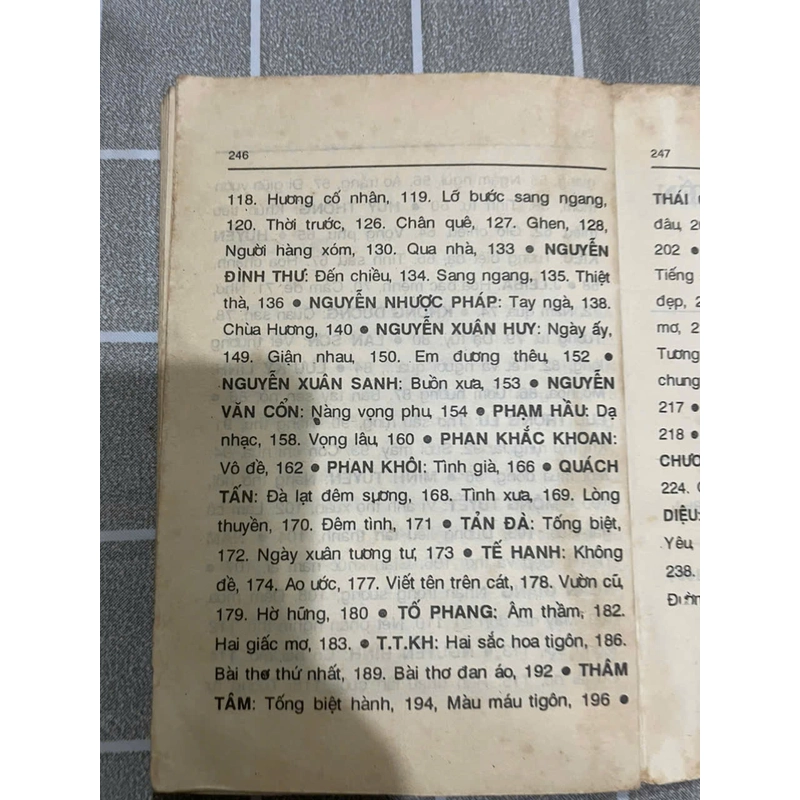 246
118. Hương cố nhân, 119. Lỡ bước sang ngang,
120. Thời trước, 126. Chân quê, 127. Ghen, 128,
Người hàng xóm, 130. Qua nhà, 133 ● NGUYỄN
ĐÌNH THƯ: Đến chiều, 134. Sang ngang, 135. Thiệt
thà, 136 ● NGUYỄN NHƯỢC PHÁP: Tay ngà, 138.
Chùa Hương, 140 ● NGUYỄN XUÂN HUY: Ngày ấy,
149. Giận nhau, 150. Em đương thêu, 152 ●
NGUYỄN XUÂN SANH: Buồn xưa, 153 ● NGUYỄN
VĂN CỔN: Nàng vọng phu, 154 ● PHẠM HẦU: Dạ
nhạc, 158. Vọng lâu, 160 ● PHAN KHẮC KHOAN:
Vô đề, 162 ● PHAN KHÔI: Tình già, 166 ● QUÁCH
TẤN: Đà lạt đêm sương, 168. Tình xưa, 169. Lòng
thuyền, 170. Đêm tình, 171 ● TẢN ĐÀ: Tống biệt,
172. Ngày xuân tương tư, 173 ● TẾ HANH: Không
đề, 174. Ao ước, 177. Viết tên trên cát, 178. Vườn cũ,
179. Hờ hững, 180 ● TỐ PHANG: Âm thầm, 182.
Hai giấc mơ, 183. ● T.T.KH: Hai sắc hoa tigôn, 186.
Bài thơ thứ nhất, 189. Bài thơ đan áo, 192 ● THÂM
TÂM: Tống biệt hành, 194, Màu máu tigôn, 196 ●
247
THÁI
đâu, 20
202 ●
Tiếng
đẹp, 2
mơ, 2
Tương
chung
217 ●
218 ●
CHƯƠ
224.
DIỆU:
Yêu,
238.
Đườn